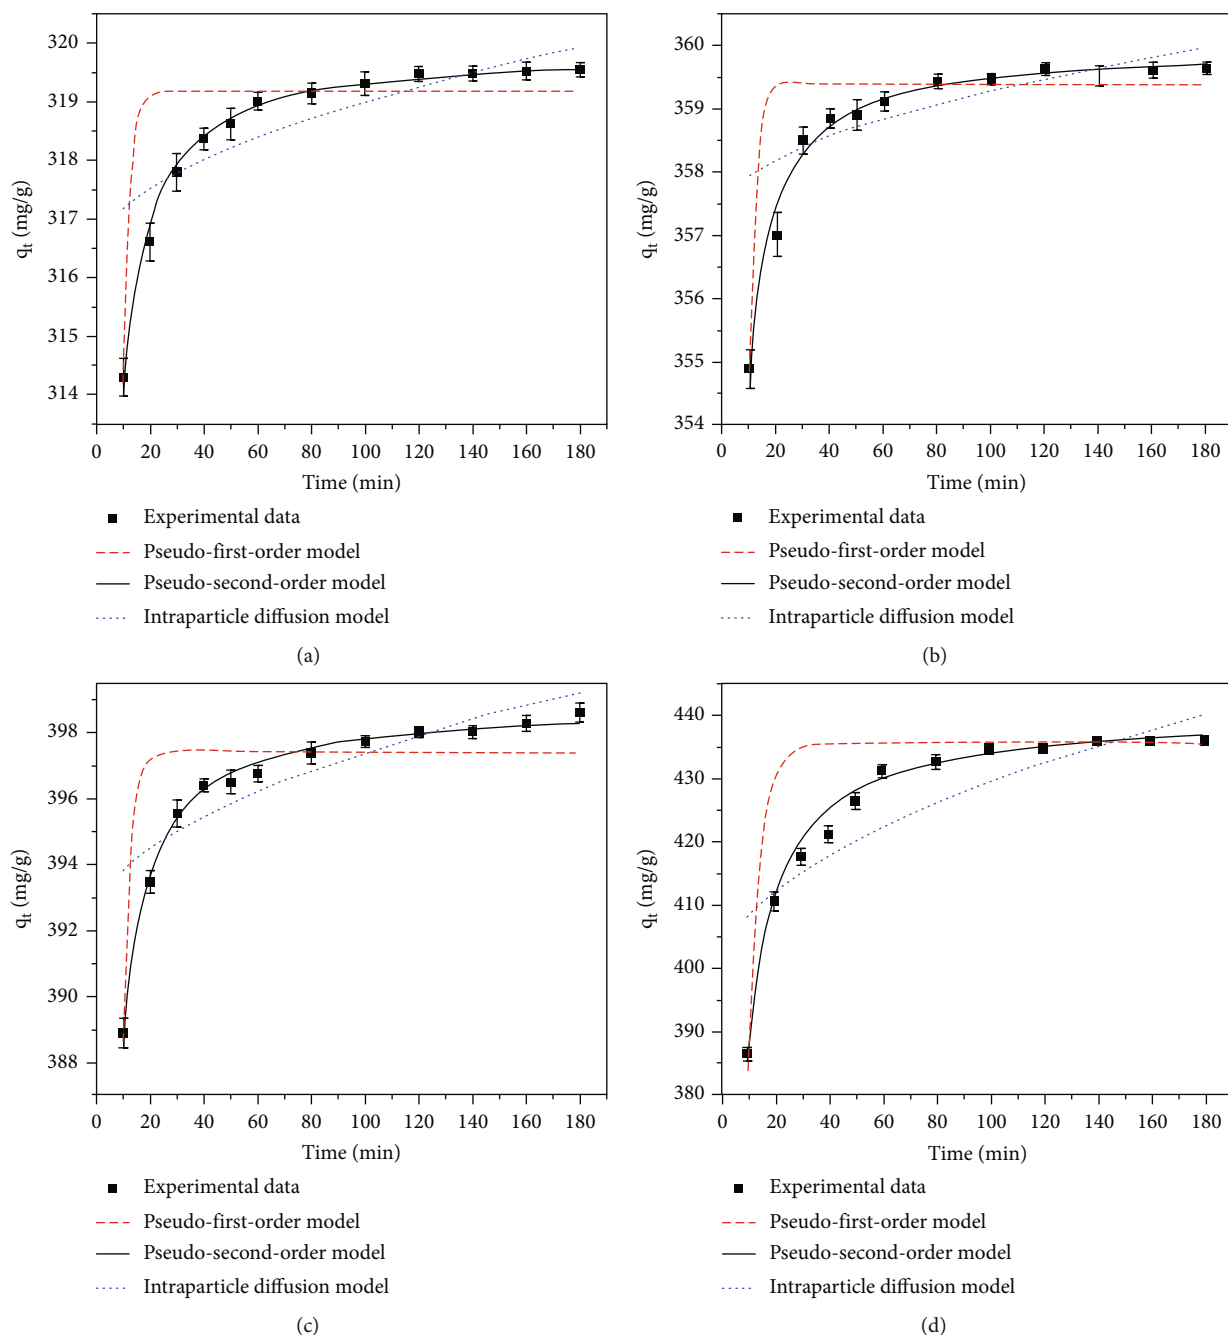 320
319
318
317
316
315
314
q_t (mg/g)
0 20 40 60 80 100 120 140 160 180
Time (min)
Experimental data
Pseudo-first-order model
Pseudo-second-order model
Intraparticle diffusion model
(a)
360
359
358
357
356
355
354
q_t (mg/g)
0 20 40 60 80 100 120 140 160 180
Time (min)
Experimental data
Pseudo-first-order model
Pseudo-second-order model
Intraparticle diffusion model
(b)
398
396
394
392
390
388
q_t (mg/g)
0 20 40 60 80 100 120 140 160 180
Time (min)
Experimental data
Pseudo-first-order model
Pseudo-second-order model
Intraparticle diffusion model
(c)
440
430
420
410
400
390
380
q_t (mg/g)
0 20 40 60 80 100 120 140 160 180
Time (min)
Experimental data
Pseudo-first-order model
Pseudo-second-order model
Intraparticle diffusion model
(d)